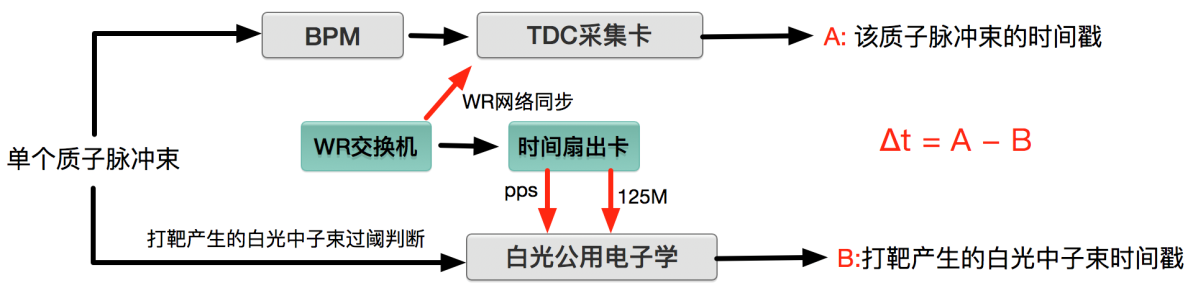 BPM
TDC采集卡
A: 该质子脉冲束的时间戳
WR网络同步
单个质子脉冲束
WR交换机
时间扇出卡
Δt = A – B
pps
125M
打靶产生的白光中子束过阈判断
白光公用电子学
B:打靶产生的白光中子束时间戳